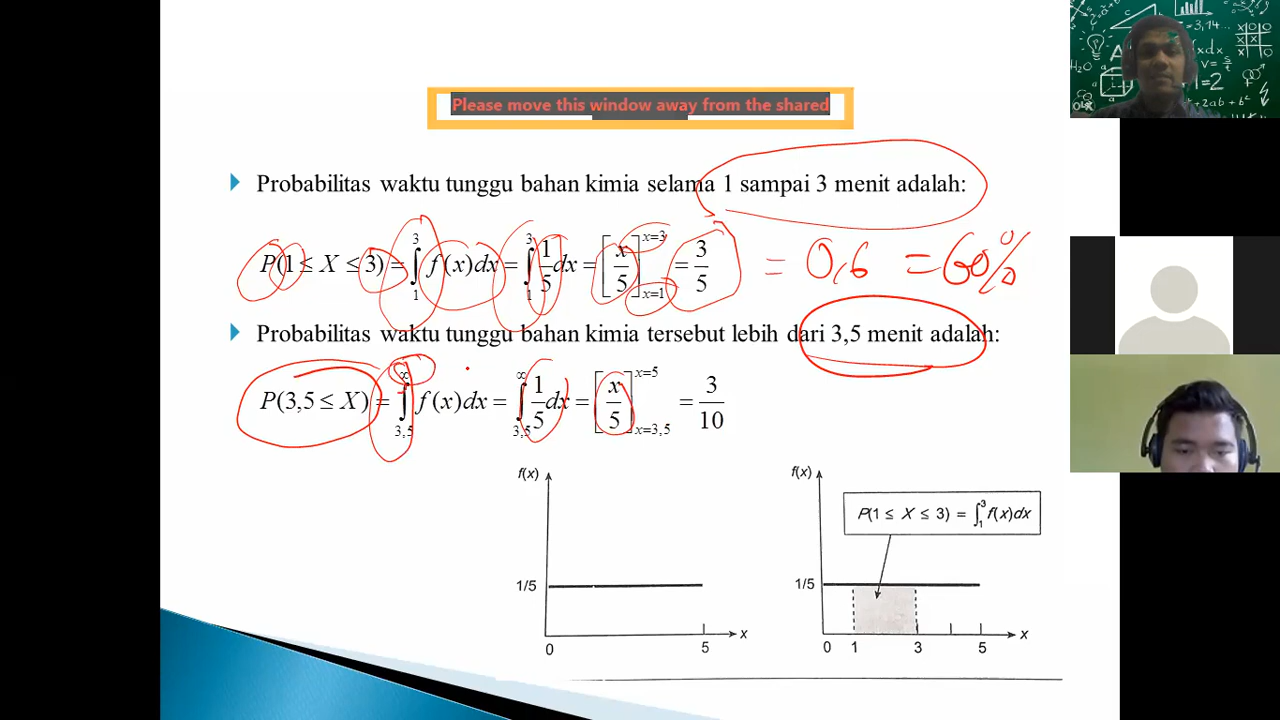 Please move this window away from the shared
Probabilitas waktu tunggu bahan kimia selama 1 sampai 3 menit adalah:
P(1 ≤ X ≤ 3) = ∫₁³ f(x)dx = ∫₁³ 1/5 dx = [x/5]ₓ₌₁ˣ⁼³ = 3/5 = 0,6 = 60%
Probabilitas waktu tunggu bahan kimia tersebut lebih dari 3,5 menit adalah:
P(3,5 ≤ X) = ∫_{3,5}^{∞} f(x)dx = ∫_{3,5}^{∞} 1/5 dx = [x/5]_{x=3,5}^{x=5} = 3/10
f(x)
1/5
0
5
x
f(x)
P(1 ≤ X ≤ 3) = ∫₁³ f(x)dx
1/5
0 1 3 5
x